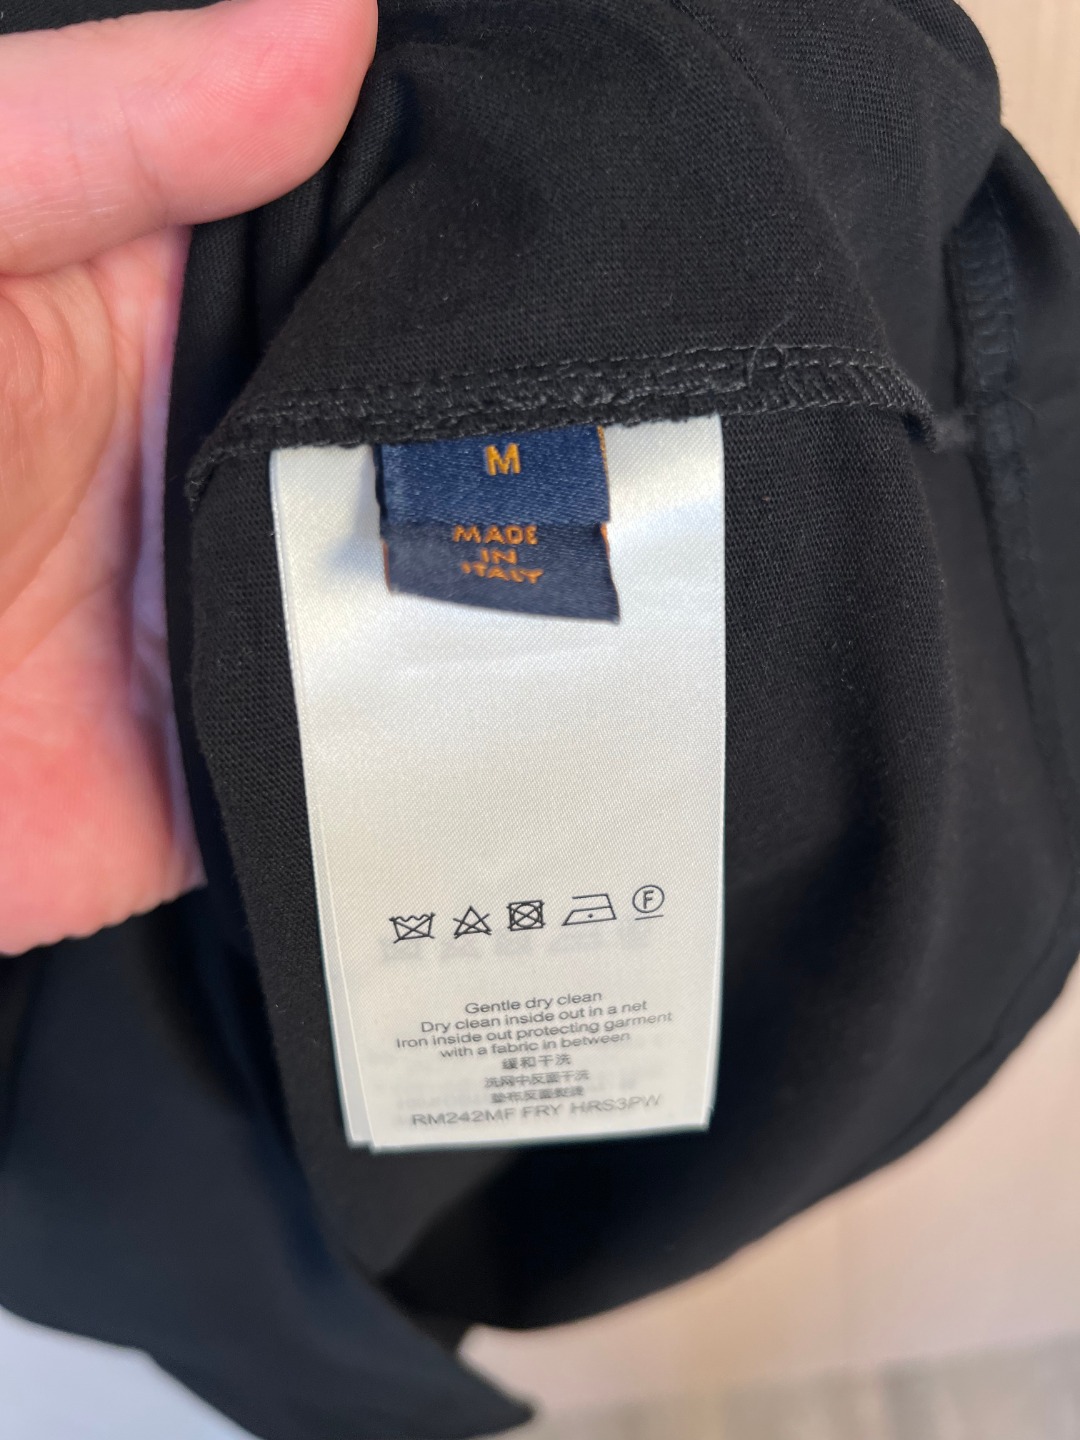 M
MADE
IN
ITALY
F
Gentle dry clean
Dry clean inside out in a net
Iron inside out protecting garment
with a fabric in between
缓和干洗
洗网中反面干洗
垫布反面熨烫
RM242MF FRY HRS3PW